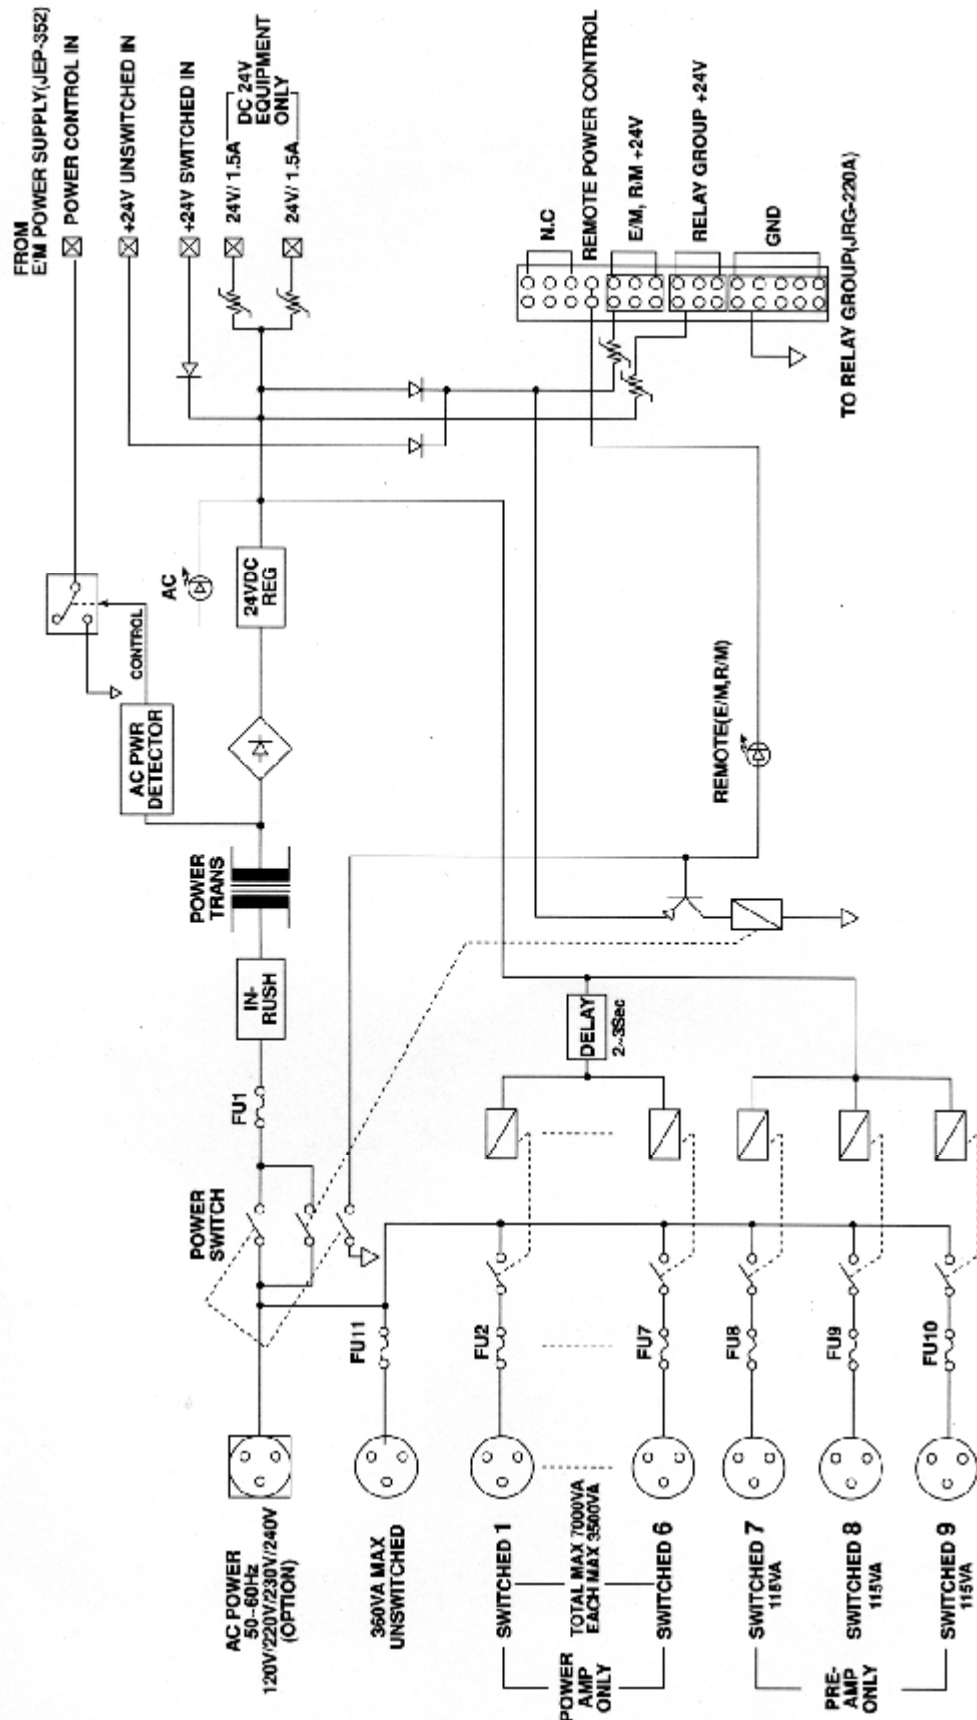 FROM
E/M POWER SUPPLY(JEP-352)
POWER CONTROL IN
+24V UNSWITCHED IN
+24V SWITCHED IN
24V/ 1.5A
DC 24V
EQUIPMENT
ONLY
24V/ 1.5A
N.C
REMOTE POWER CONTROL
E/M, R/M +24V
RELAY GROUP +24V
GND
TO RELAY GROUP(JRG-220A)
CONTROL
AC PWR
DETECTOR
AC
24VDC
REG
REMOTE(E/M,R/M)
POWER
TRANS
IN-
RUSH
DELAY
2~3Sec
FU1
POWER
SWITCH
FU11
FU2
FU7
FU8
FU9
FU10
AC POWER
50~60Hz
120V/220V/230V/240V
(OPTION)
360VA MAX
UNSWITCHED
SWITCHED 1
TOTAL MAX 7000VA
EACH MAX 3500VA
SWITCHED 6
SWITCHED 7
115VA
SWITCHED 8
115VA
SWITCHED 9
115VA
POWER
AMP
ONLY
PRE-
AMP
ONLY